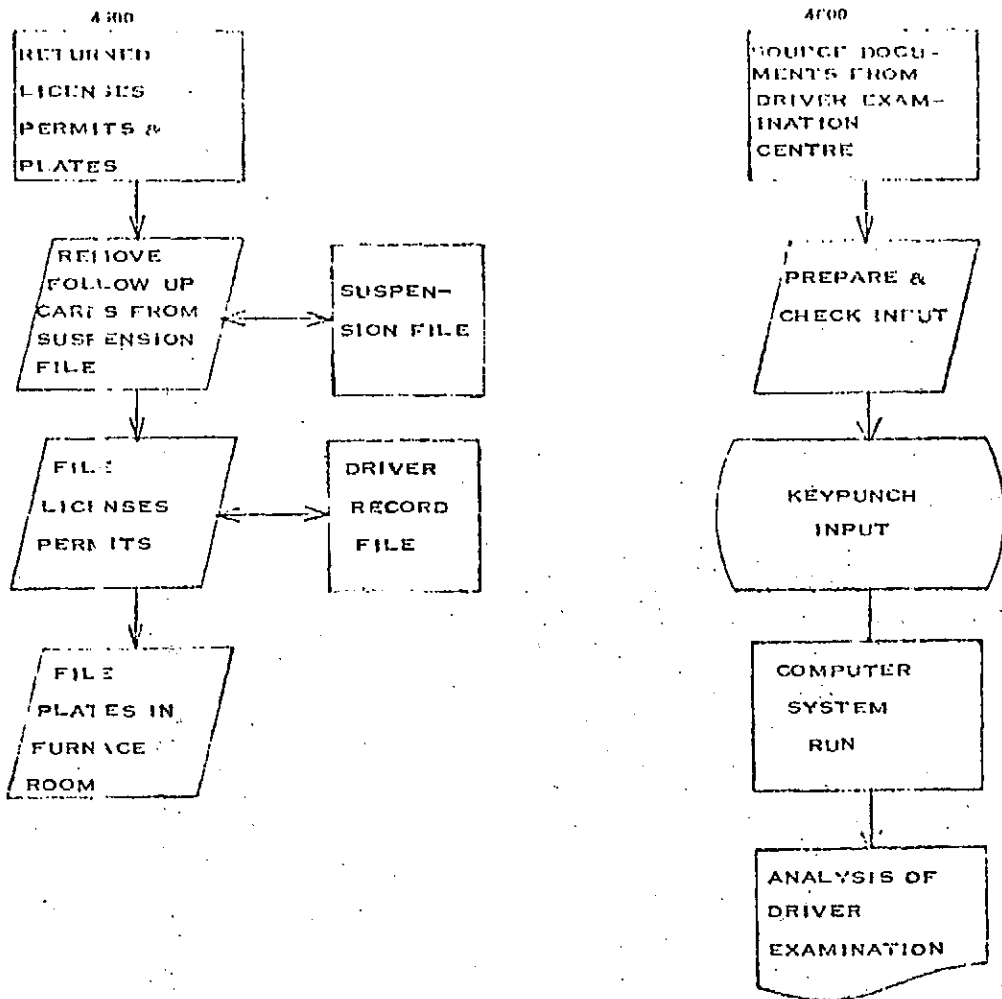 RETURNED
LICENSES
PERMITS &
PLATES
REMOVE
FOLLOW UP
CARDS FROM
SUSPENSION
FILE
SUSPEN-
SION FILE
FILE
LICENSES
PERMITS
DRIVER
RECORD
FILE
FILE
PLATES IN
FURNACE
ROOM
SOURCE DOCU-
MENTS FROM
DRIVER EXAM-
INATION
CENTRE
PREPARE &
CHECK INPUT
KEYPUNCH
INPUT
COMPUTER
SYSTEM
RUN
ANALYSIS OF
DRIVER
EXAMINATION